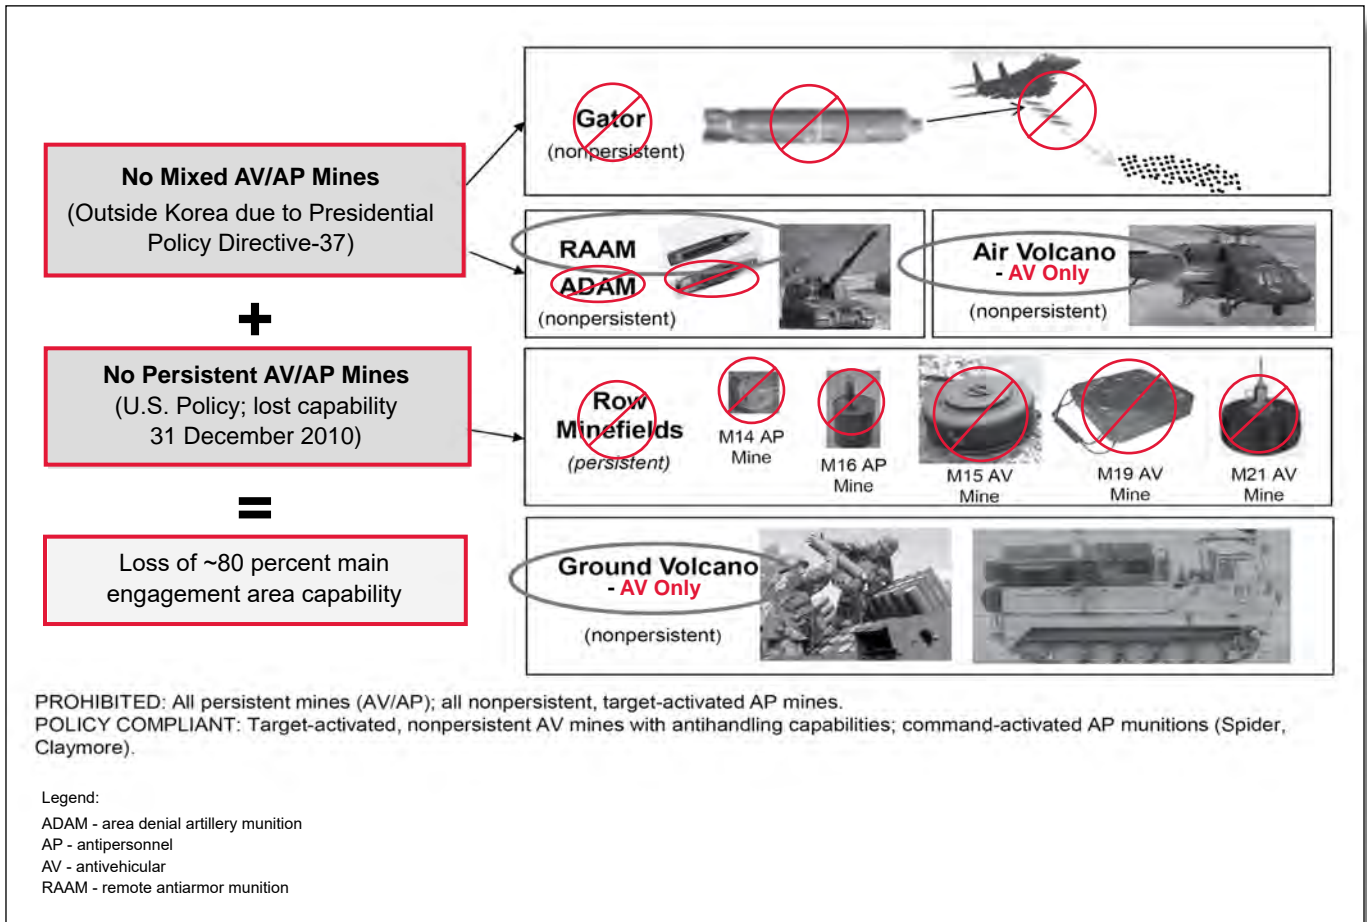 No Mixed AV/AP Mines
(Outside Korea due to Presidential
Policy Directive-37)
+
No Persistent AV/AP Mines
(U.S. Policy; lost capability
31 December 2010)
=
Loss of ~80 percent main
engagement area capability
Gator
(nonpersistent)
RAAM
ADAM
(nonpersistent)
Air Volcano
- AV Only
(nonpersistent)
Row
Minefields
(persistent)
M14 AP
Mine
M16 AP
Mine
M15 AV
Mine
M19 AV
Mine
M21 AV
Mine
Ground Volcano
- AV Only
(nonpersistent)
PROHIBITED: All persistent mines (AV/AP); all nonpersistent, target-activated AP mines.
POLICY COMPLIANT: Target-activated, nonpersistent AV mines with antihandling capabilities; command-activated AP munitions (Spider,
Claymore).
Legend:
ADAM - area denial artillery munition
AP - antipersonnel
AV - antivehicular
RAAM - remote antiarmor munition